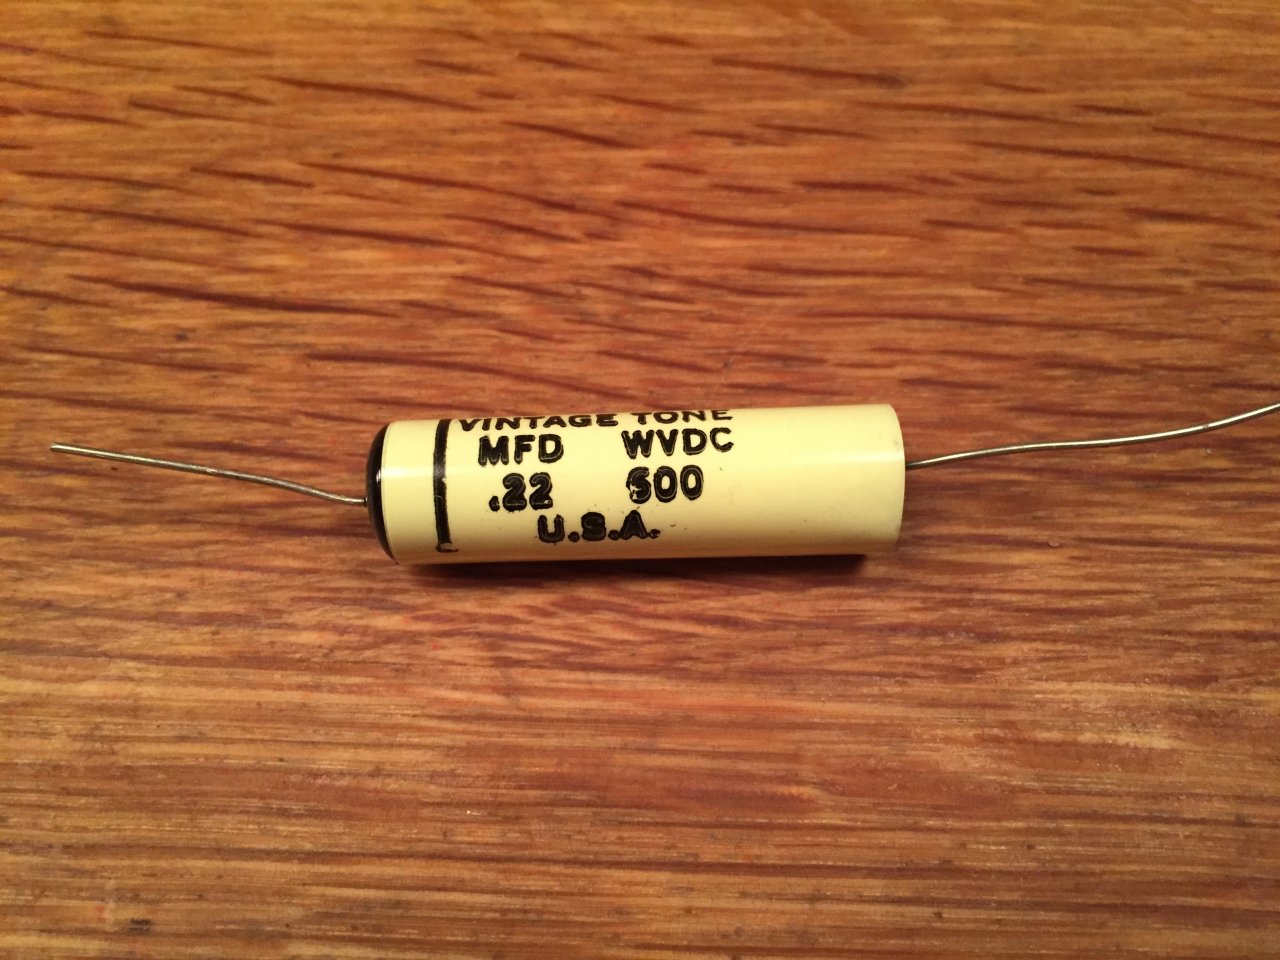 VINTAGE TONE
MFD WVDC
.22 600
U.S.A.